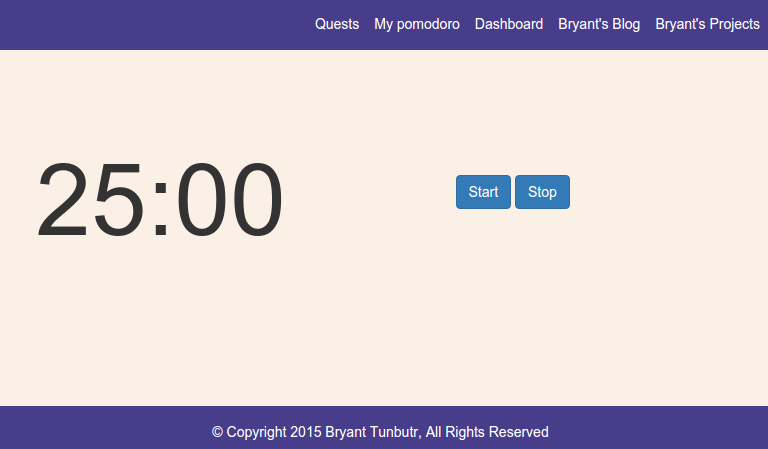 Quests My pomodoro Dashboard Bryant's Blog Bryant's Projects
25:00
Start Stop
© Copyright 2015 Bryant Tunbutr, All Rights Reserved